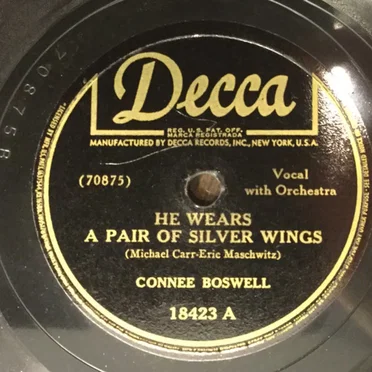 Decca
REG. U.S. PAT. OFF.
MARCA REGISTRADA
MANUFACTURED BY DECCA RECORDS, INC., NEW YORK, U.S.A.
(70875)
Vocal
with Orchestra
HE WEARS
A PAIR OF SILVER WINGS
(Michael Carr-Eric Maschwitz)
CONNEE BOSWELL
18423 A